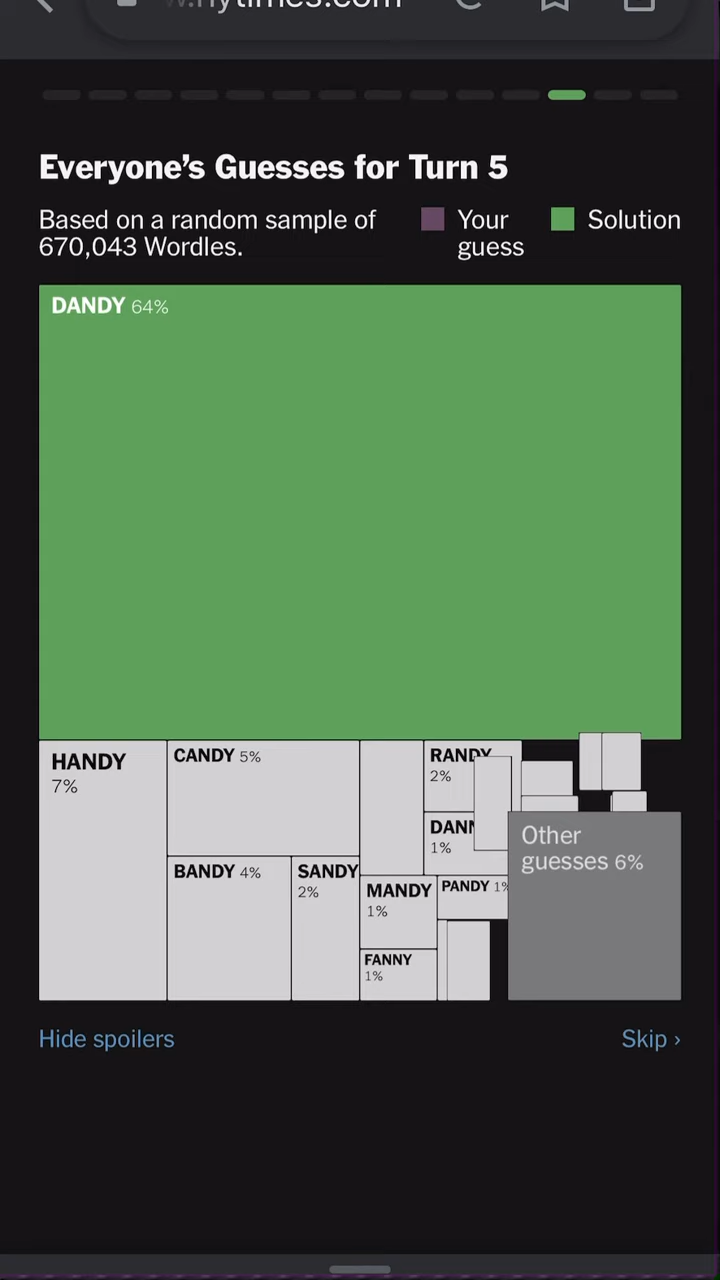 Everyone's Guesses for Turn 5
Based on a random sample of
670,043 Wordles.
Your
guess
Solution
DANDY 64%
HANDY
7%
CANDY 5%
BANDY 4%
SANDY
2%
RANDY
2%
1%
MANDY
1%
PANDY 1%
FANNY
1%
Other
guesses 6%
Hide spoilers
Skip ›